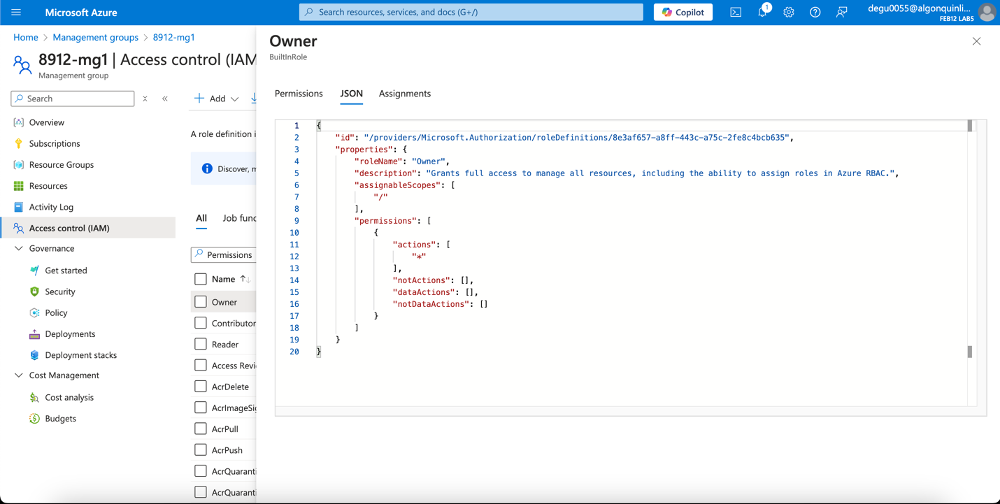 Microsoft Azure
Search resources, services, and docs (G+/)
Copilot
1
degu0055@algonquinli...
FEB12 LABS
Home > Management groups > 8912-mg1
8912-mg1 | Access control (IAM
Management group
Search
Overview
Subscriptions
Resource Groups
Resources
Activity Log
Access control (IAM)
Governance
Get started
Security
Policy
Deployments
Deployment stacks
Cost Management
Cost analysis
Budgets
Add
A role definition i
Discover, m
All Job func
Permissions
Name
Owner
Contributor
Reader
Access Revi
AcrDelete
AcrImageSig
AcrPull
AcrPush
AcrQuaranti
AcrQuaranti
Owner
BuiltInRole
Permissions JSON Assignments
1 {
2 "id": "/providers/Microsoft.Authorization/roleDefinitions/8e3af657-a8ff-443c-a75c-2fe8c4bcb635",
3 "properties": {
4 "roleName": "Owner",
5 "description": "Grants full access to manage all resources, including the ability to assign roles in Azure RBAC.",
6 "assignableScopes": [
7 "/"
8 ],
9 "permissions": [
10 {
11 "actions": [
12 "*"
13 ],
14 "notActions": [],
15 "dataActions": [],
16 "notDataActions": []
17 }
18 ]
19 }
20 }